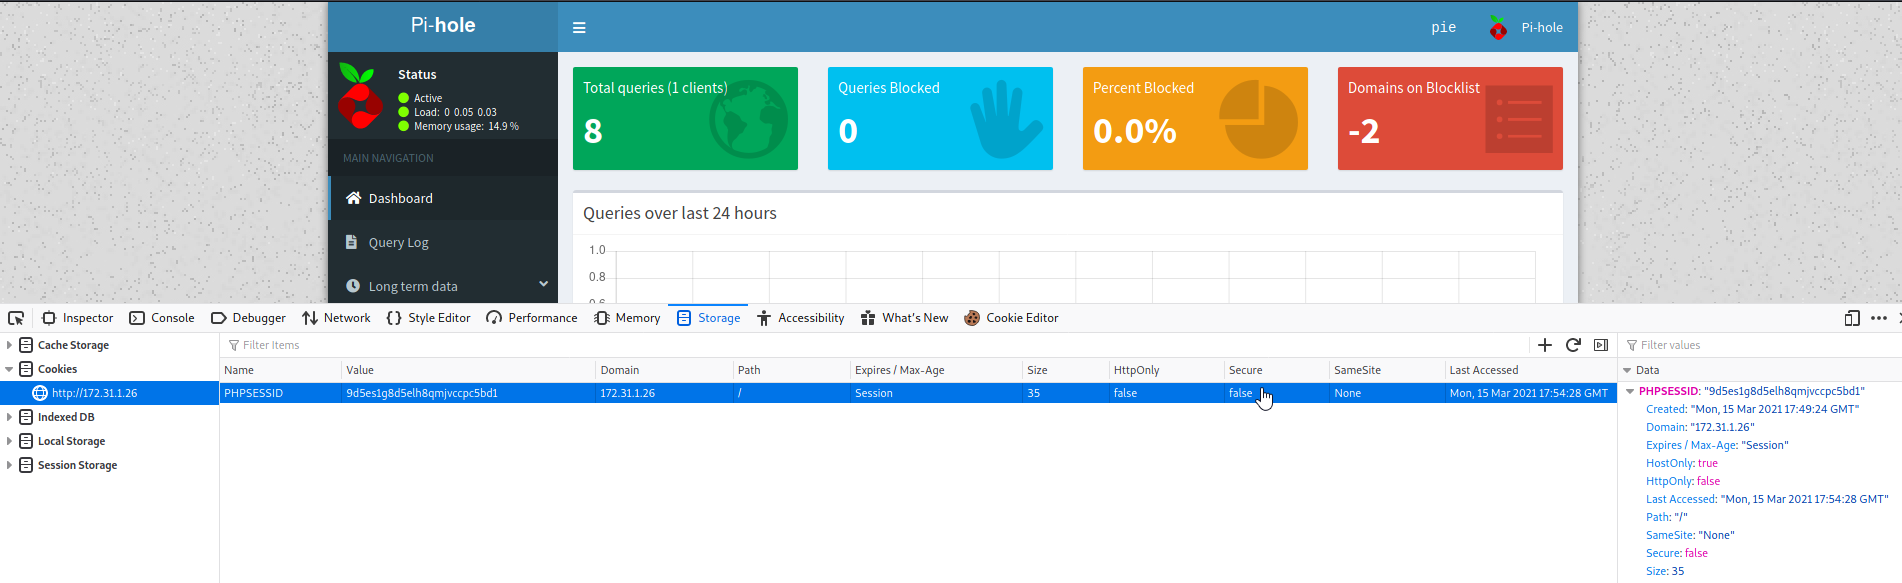 Pi-hole
pie
Pi-hole
Status
Active
Load: 0 0.05 0.03
Memory usage: 14.9 %
MAIN NAVIGATION
Dashboard
Query Log
Long term data
Total queries (1 clients)
8
Queries Blocked
0
Percent Blocked
0.0%
Domains on Blocklist
-2
Queries over last 24 hours
1.0
0.8
0.6
Inspector Console Debugger Network Style Editor Performance Memory Storage Accessibility What's New Cookie Editor
Cache Storage
Cookies
http://172.31.1.26
Indexed DB
Local Storage
Session Storage
Filter Items
Name Value Domain Path Expires / Max-Age Size HttpOnly Secure SameSite Last Accessed
PHPSESSID 9d5es1g8d5elh8qmjvccpc5bd1 172.31.1.26 / Session 35 false false None Mon, 15 Mar 2021 17:54:28 GMT
Filter values
Data
PHPSESSID: "9d5es1g8d5elh8qmjvccpc5bd1"
Created: "Mon, 15 Mar 2021 17:49:24 GMT"
Domain: "172.31.1.26"
Expires / Max-Age: "Session"
HostOnly: true
HttpOnly: false
Last Accessed: "Mon, 15 Mar 2021 17:54:28 GMT"
Path: "/"
SameSite: "None"
Secure: false
Size: 35